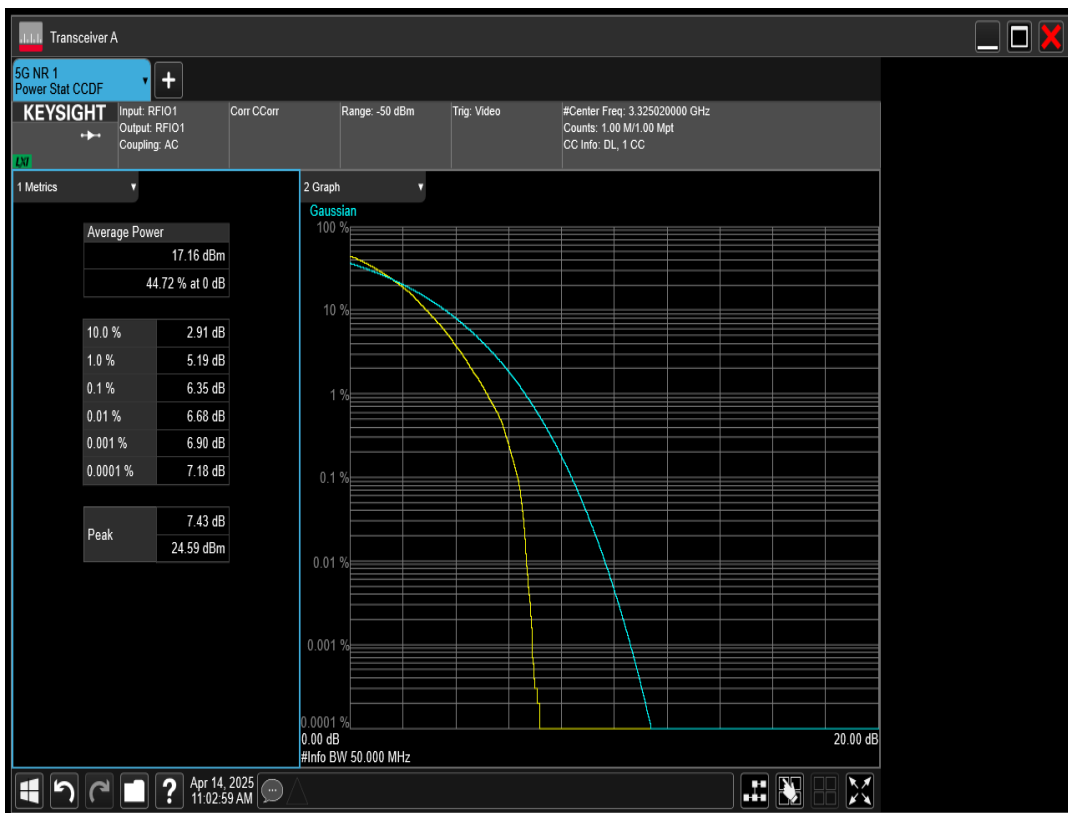 Transceiver A
5G NR 1
Power Stat CCDF
+
KEYSIGHT
LXI
Input: RFIO1
Output: RFIO1
Coupling: AC
Corr CCorr
Range: -50 dBm
Trig: Video
#Center Freq: 3.325020000 GHz
Counts: 1.00 M/1.00 Mpt
CC Info: DL, 1 CC
1 Metrics
Average Power
17.16 dBm
44.72 % at 0 dB
10.0 % 2.91 dB
1.0 % 5.19 dB
0.1 % 6.35 dB
0.01 % 6.68 dB
0.001 % 6.90 dB
0.0001 % 7.18 dB
Peak
7.43 dB
24.59 dBm
2 Graph
Gaussian
100 %
10 %
1 %
0.1 %
0.01 %
0.001 %
0.0001 %
0.00 dB 20.00 dB
#Info BW 50.000 MHz
?
Apr 14, 2025
11:02:59 AM